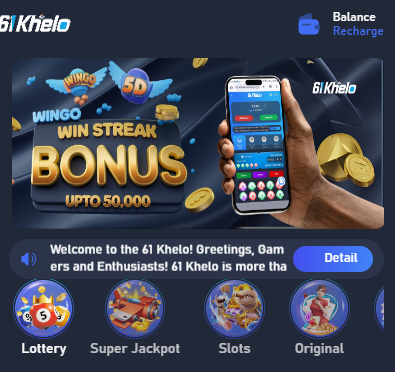 61 Khelo
Balance
Recharge
WINGO
5D
61 Khelo
WINGO
WIN STREAK
BONUS
UPTO 50,000
Welcome to the 61 Khelo! Greetings, Gam
ers and Enthusiasts! 61 Khelo is more tha
Detail
Lottery
Super Jackpot
Slots
Original